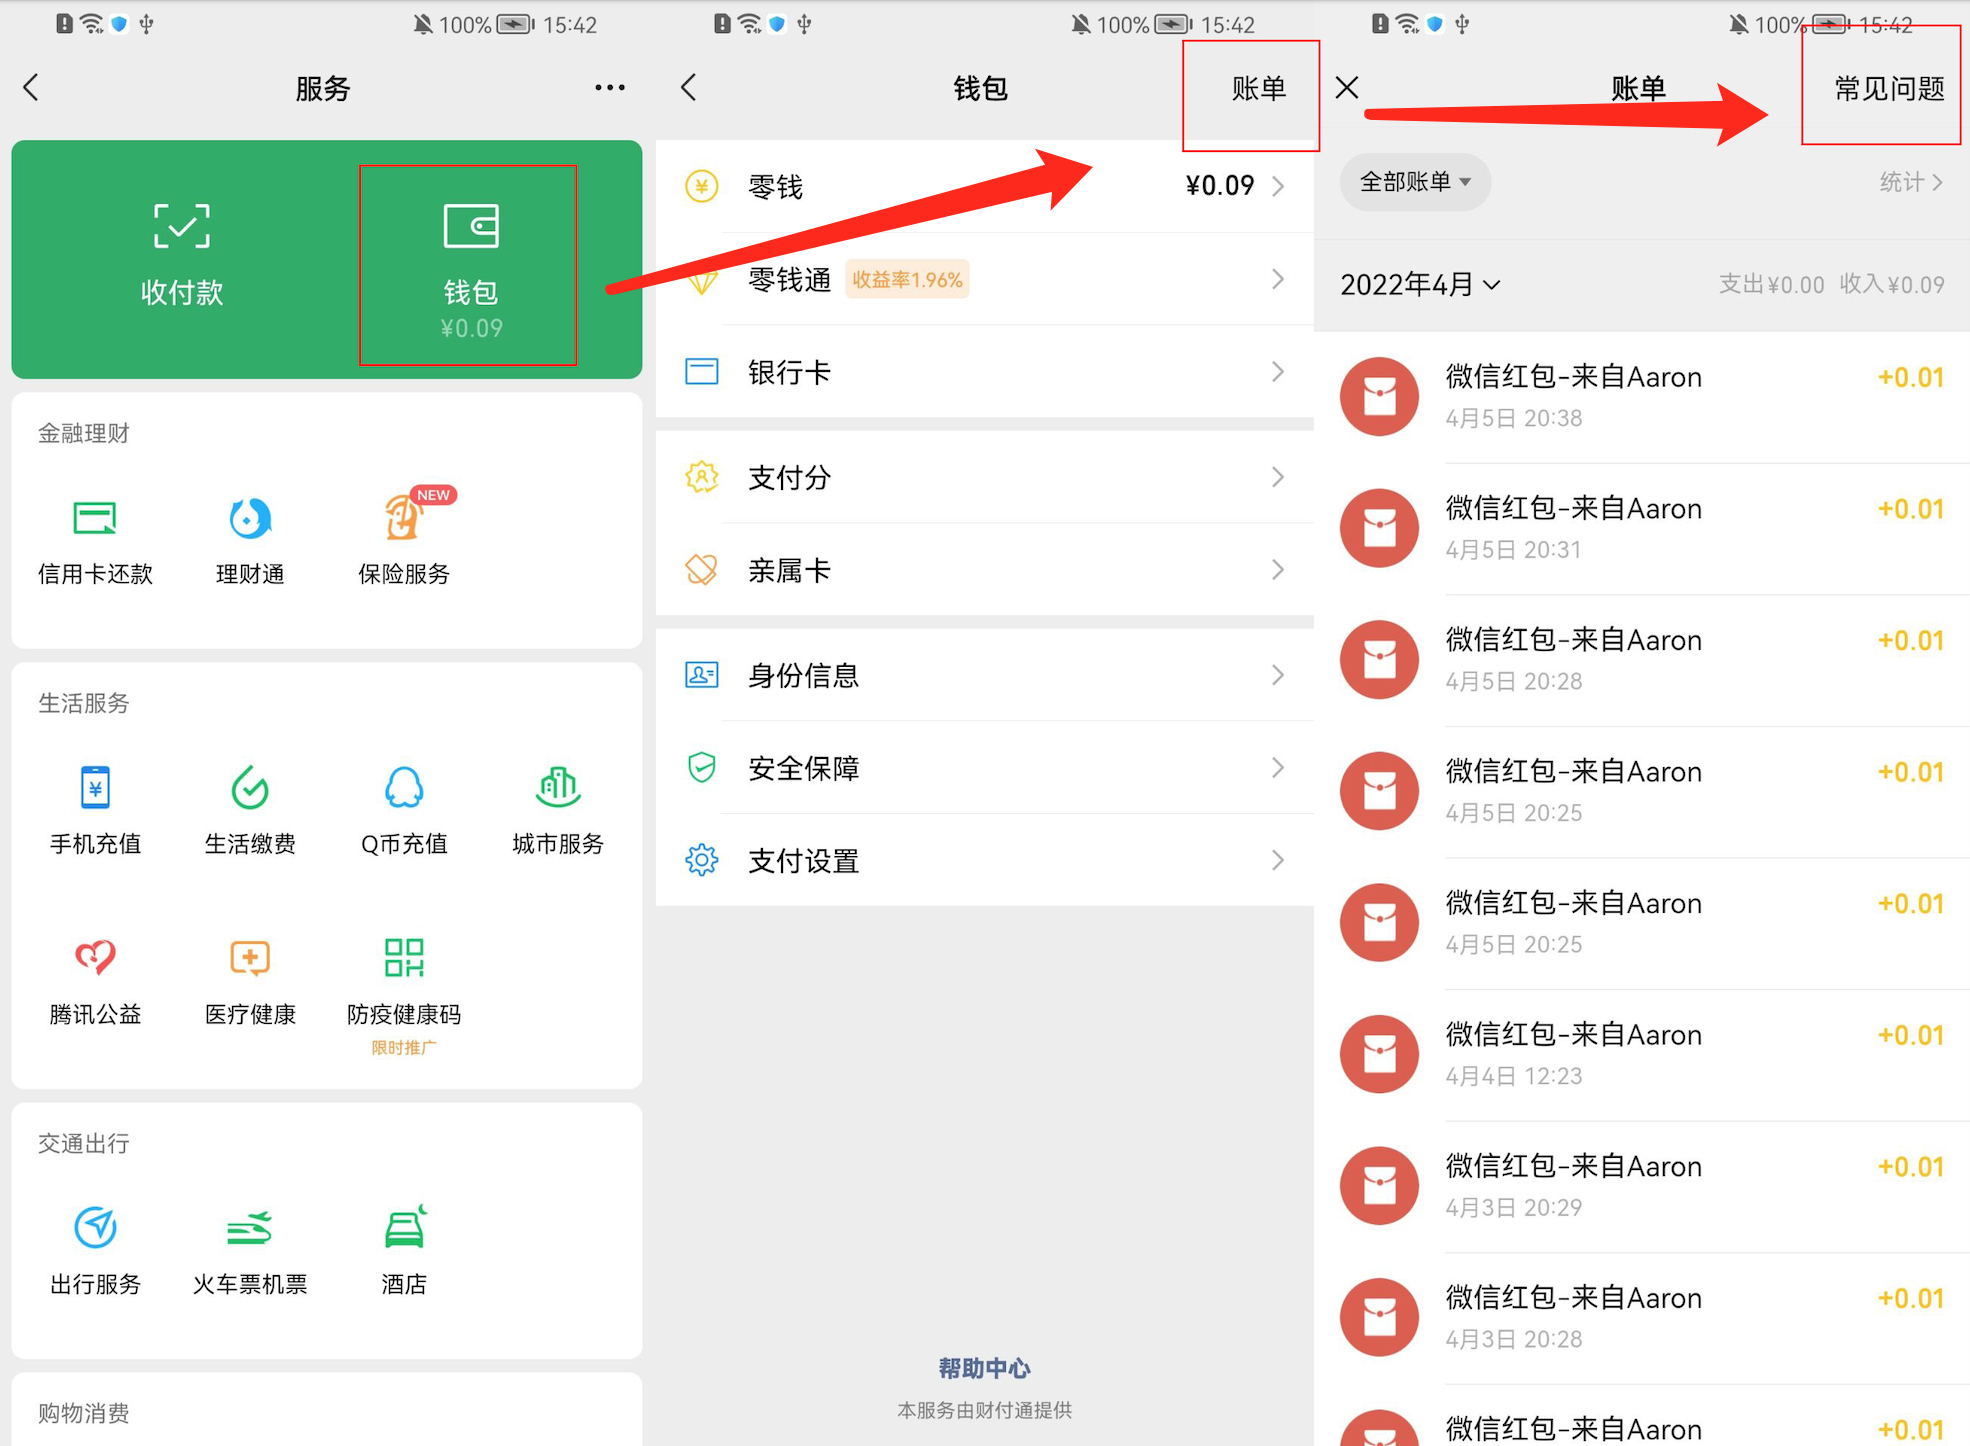 100% 15:42
服务
收付款
钱包
¥0.09
金融理财
NEW
信用卡还款
理财通
保险服务
生活服务
¥
手机充值
生活缴费
Q币充值
城市服务
腾讯公益
医疗健康
防疫健康码
限时推广
交通出行
出行服务
火车票机票
酒店
购物消费
100% 15:42
钱包
账单
¥
零钱
¥0.09
零钱通
收益率1.96%
银行卡
支付分
亲属卡
身份信息
安全保障
支付设置
帮助中心
本服务由财付通提供
100% 15:42
账单
常见问题
全部账单
统计
2022年4月
支出¥0.00 收入¥0.09
微信红包-来自Aaron
+0.01
4月5日 20:38
微信红包-来自Aaron
+0.01
4月5日 20:31
微信红包-来自Aaron
+0.01
4月5日 20:28
微信红包-来自Aaron
+0.01
4月5日 20:25
微信红包-来自Aaron
+0.01
4月5日 20:25
微信红包-来自Aaron
+0.01
4月4日 12:23
微信红包-来自Aaron
+0.01
4月3日 20:29
微信红包-来自Aaron
+0.01
4月3日 20:28
微信红包-来自Aaron
+0.01